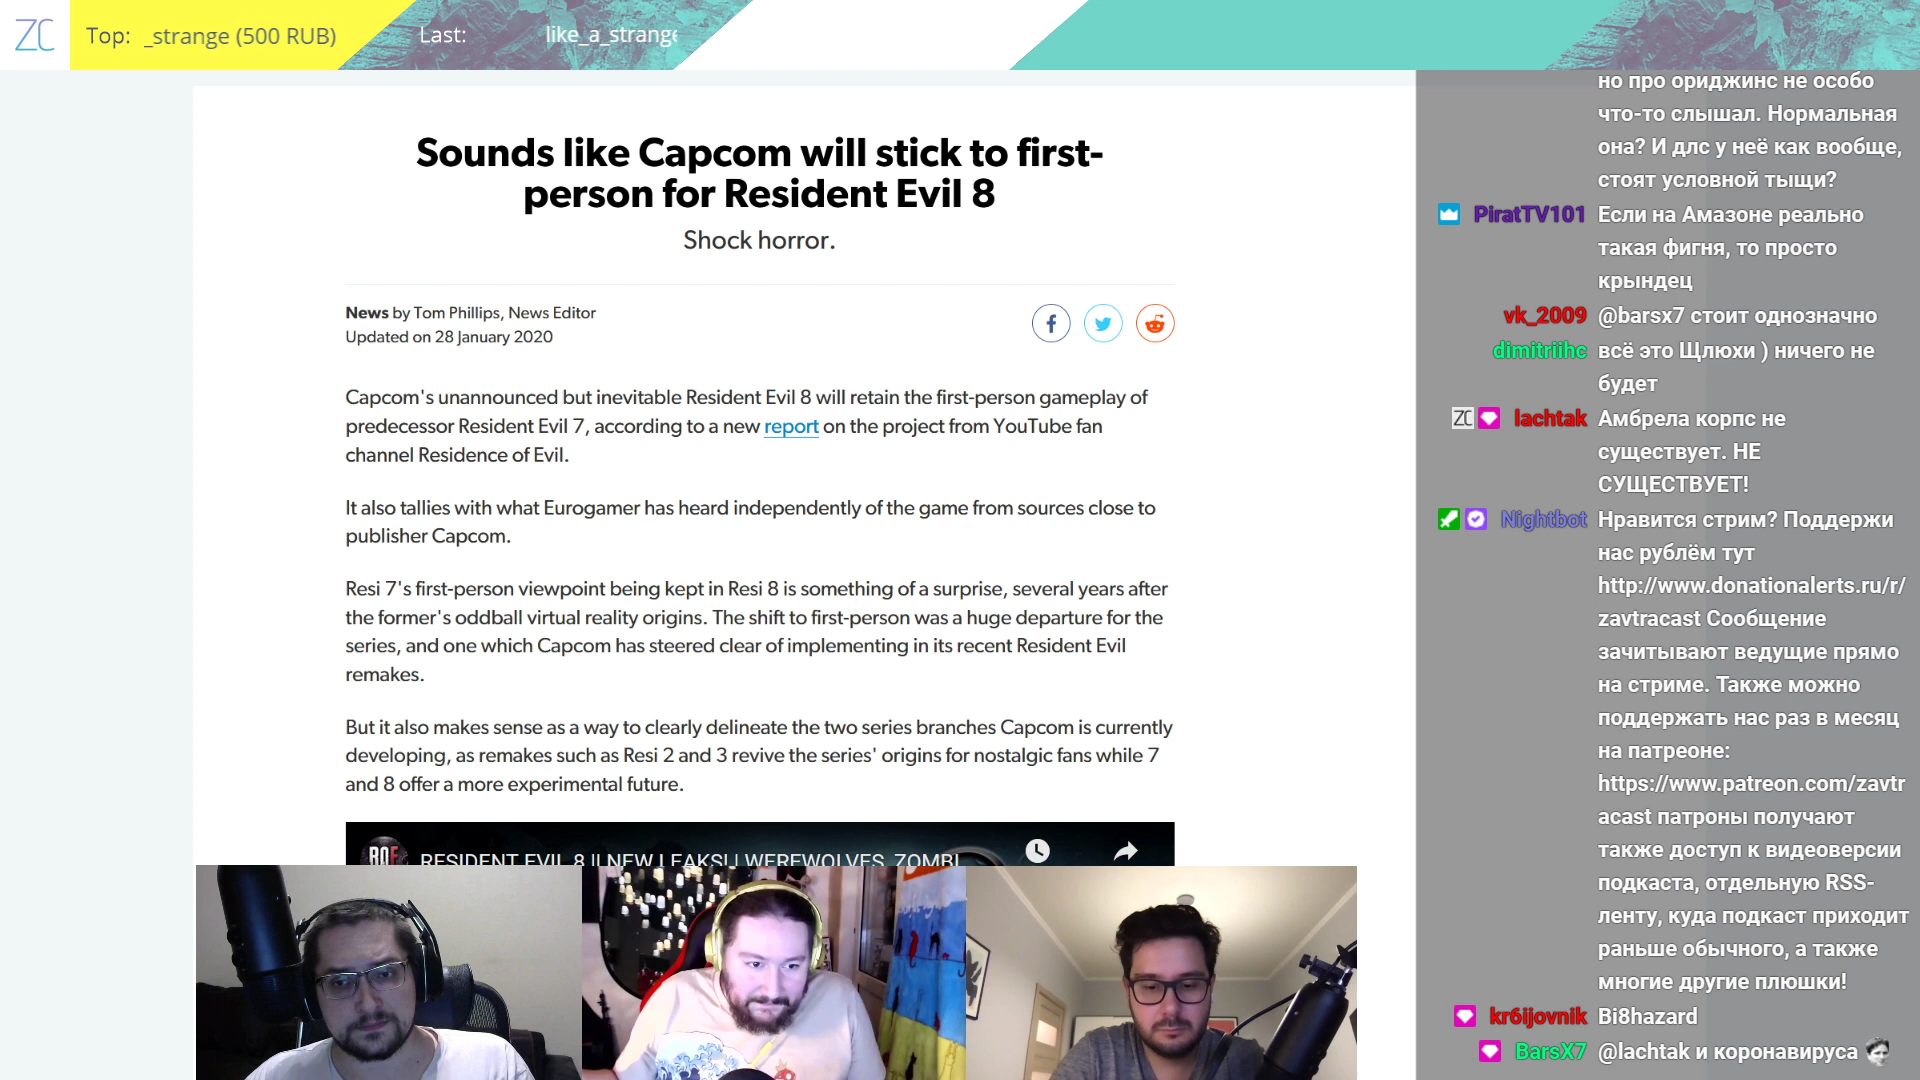 ZC
Top: _strange (500 RUB)
Last: like_a_strange
Sounds like Capcom will stick to first-
person for Resident Evil 8
Shock horror.
News by Tom Phillips, News Editor
Updated on 28 January 2020
Capcom's unannounced but inevitable Resident Evil 8 will retain the first-person gameplay of
predecessor Resident Evil 7, according to a new report on the project from YouTube fan
channel Residence of Evil.
It also tallies with what Eurogamer has heard independently of the game from sources close to
publisher Capcom.
Resi 7's first-person viewpoint being kept in Resi 8 is something of a surprise, several years after
the former's oddball virtual reality origins. The shift to first-person was a huge departure for the
series, and one which Capcom has steered clear of implementing in its recent Resident Evil
remakes.
But it also makes sense as a way to clearly delineate the two series branches Capcom is currently
developing, as remakes such as Resi 2 and 3 revive the series' origins for nostalgic fans while 7
and 8 offer a more experimental future.
ROE
RESIDENT EVIL 8 || NEW LEAKS! | WEREWOLVES, ZOMBI
но про ориджинс не особо
что-то слышал. Нормальная
она? И длс у неё как вообще,
стоят условной тыщи?
PiratTV101 Если на Амазоне реально
такая фигня, то просто
крындец
vk_2009 @barsx7 стоит однозначно
dimitriihc всё это Щлюхи ) ничего не
будет
ZC lachtak Амбрела корпс не
существует. НЕ
СУЩЕСТВУЕТ!
Nightbot Нравится стрим? Поддержи
нас рублём тут
http://www.donationalerts.ru/r/
zavtracast Сообщение
зачитывают ведущие прямо
на стриме. Также можно
поддержать нас раз в месяц
на патреоне:
https://www.patreon.com/zavtr
acast патроны получают
также доступ к видеоверсии
подкаста, отдельную RSS-
ленту, куда подкаст приходит
раньше обычного, а также
многие другие плюшки!
kr6ijovnik Bi8hazard
BarsX7 @lachtak и коронавируса